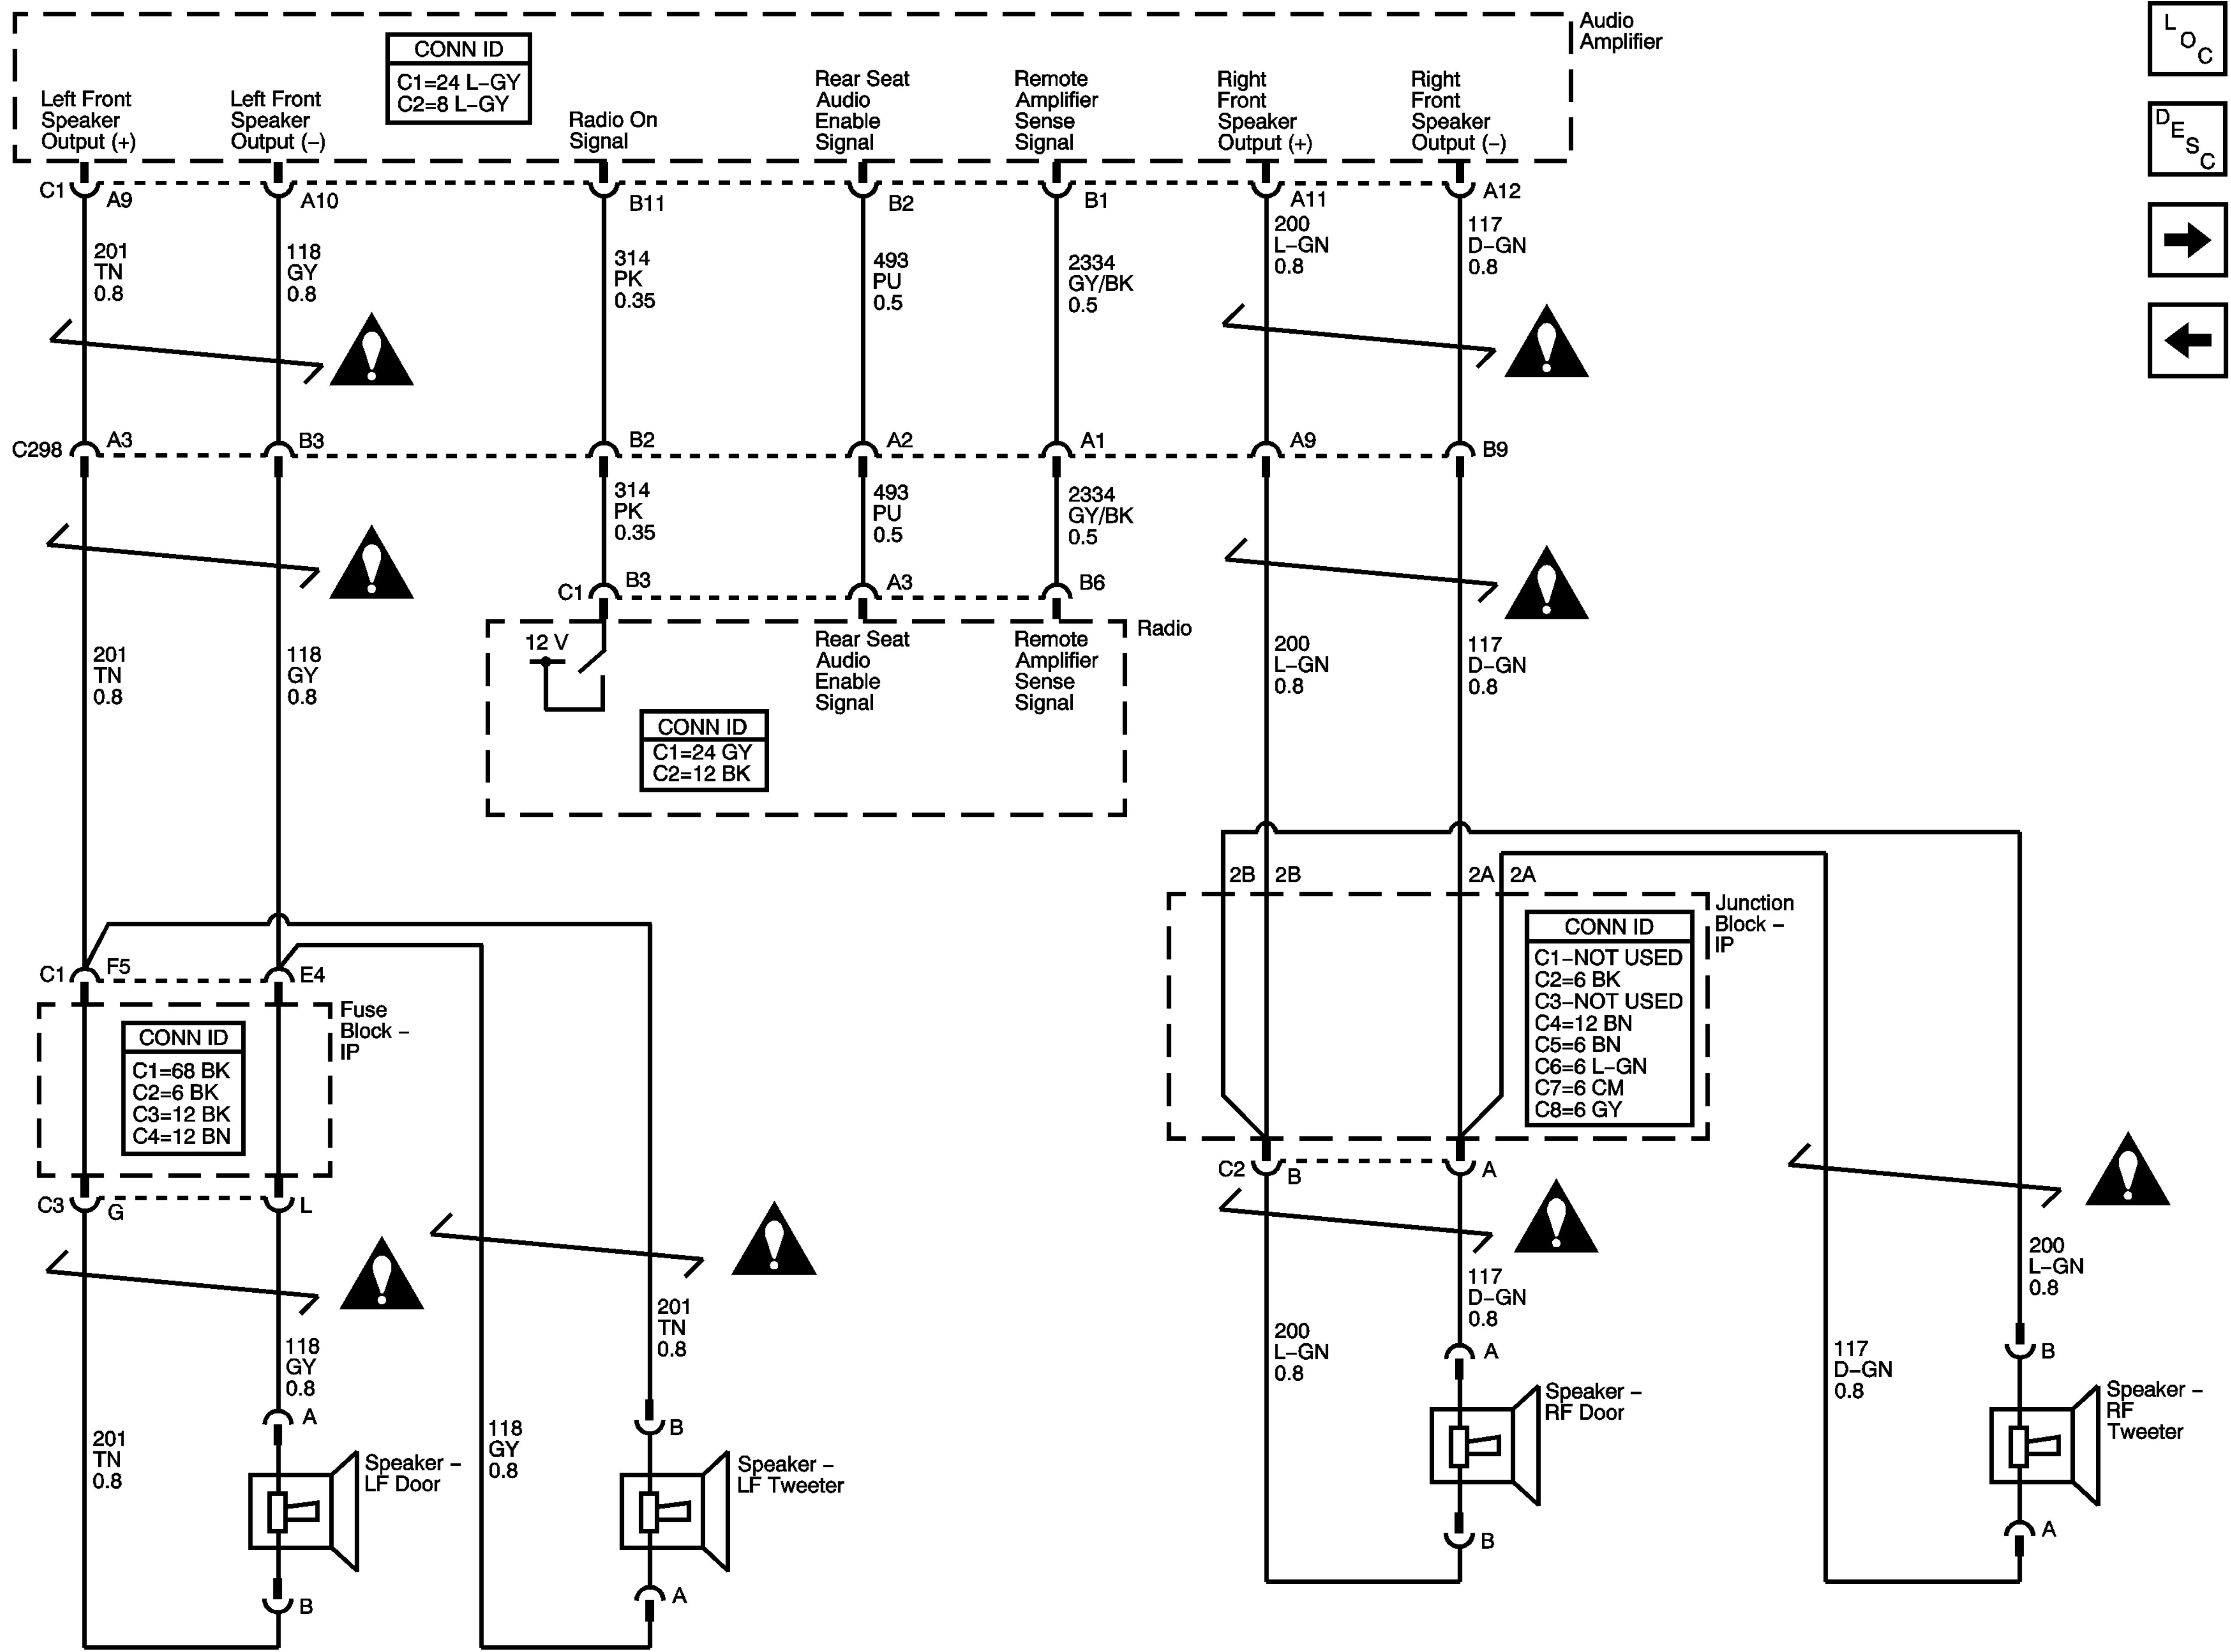 Audio
Amplifier
L
O
C
D
E
S
C
CONN ID
C1=24 L-GY
C2=8 L-GY
Left Front
Speaker
Output (+)
Left Front
Speaker
Output (-)
Radio On
Signal
Rear Seat
Audio
Enable
Signal
Remote
Amplifier
Sense
Signal
Right
Front
Speaker
Output (+)
Right
Front
Speaker
Output (-)
C1
A9
A10
B11
B2
B1
A11
A12
201
TN
0.8
118
GY
0.8
314
PK
0.35
493
PU
0.5
2334
GY/BK
0.5
200
L-GN
0.8
117
D-GN
0.8
C298
A3
B3
B2
A2
A1
A9
B9
314
PK
0.35
493
PU
0.5
2334
GY/BK
0.5
C1
B3
A3
B6
Radio
12 V
Rear Seat
Audio
Enable
Signal
Remote
Amplifier
Sense
Signal
CONN ID
C1=24 GY
C2=12 BK
201
TN
0.8
118
GY
0.8
200
L-GN
0.8
117
D-GN
0.8
2B
2B
2A
2A
Junction
Block -
IP
CONN ID
C1-NOT USED
C2=6 BK
C3-NOT USED
C4=12 BN
C5=6 BN
C6=6 L-GN
C7=6 CM
C8=6 GY
C1
F5
E4
Fuse
Block -
IP
CONN ID
C1=68 BK
C2=6 BK
C3=12 BK
C4=12 BN
C3
G
L
C2
B
A
118
GY
0.8
201
TN
0.8
201
TN
0.8
118
GY
0.8
117
D-GN
0.8
200
L-GN
0.8
200
L-GN
0.8
117
D-GN
0.8
A
Speaker -
LF Door
B
B
Speaker -
LF Tweeter
A
A
Speaker -
RF Door
B
B
Speaker -
RF
Tweeter
A